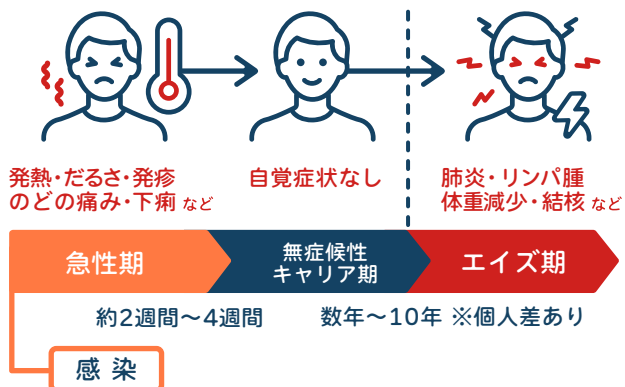 発熱・だるさ・発疹
のどの痛み・下痢 など
自覚症状なし
肺炎・リンパ腫
体重減少・結核 など
急性期
無症候性
キャリア期
エイズ期
約2週間〜4週間
数年〜10年 ※個人差あり
感 染